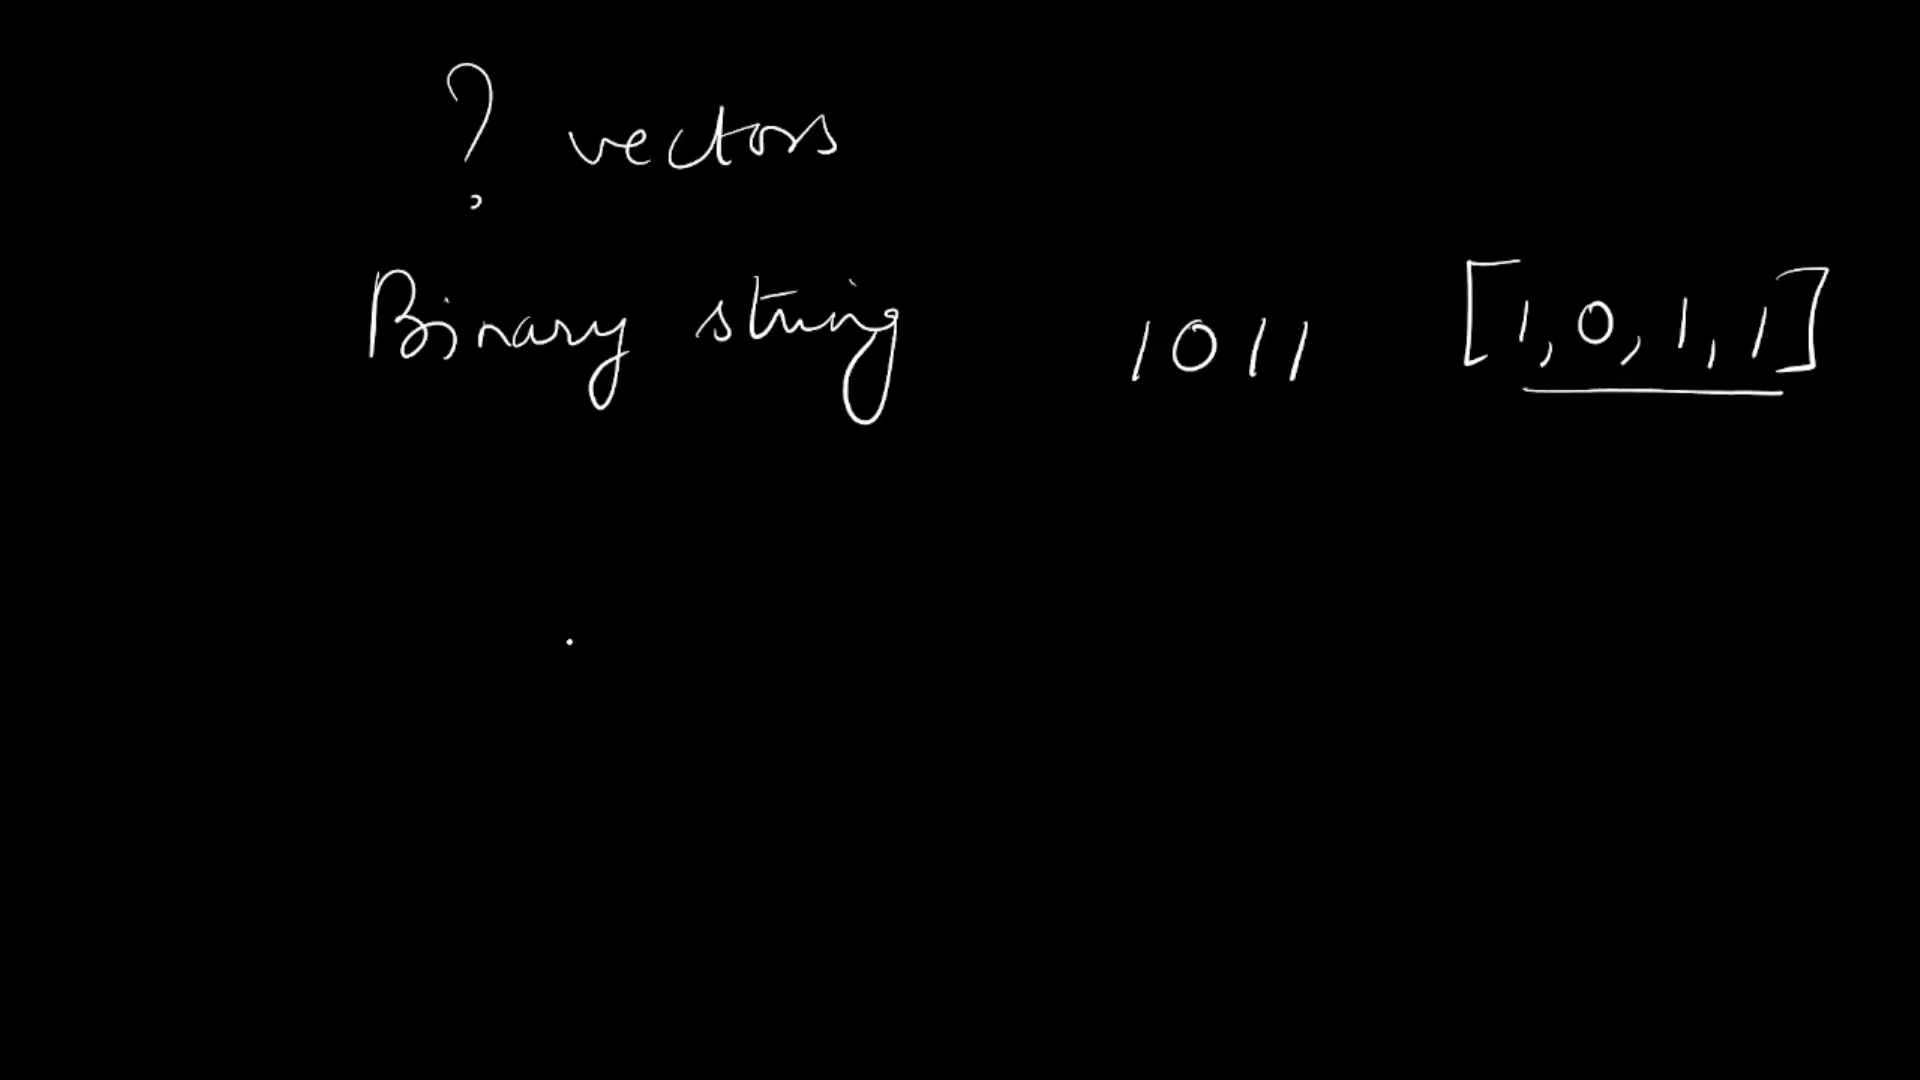 ? vectors
Binary string 1011 [1,0,1,1]